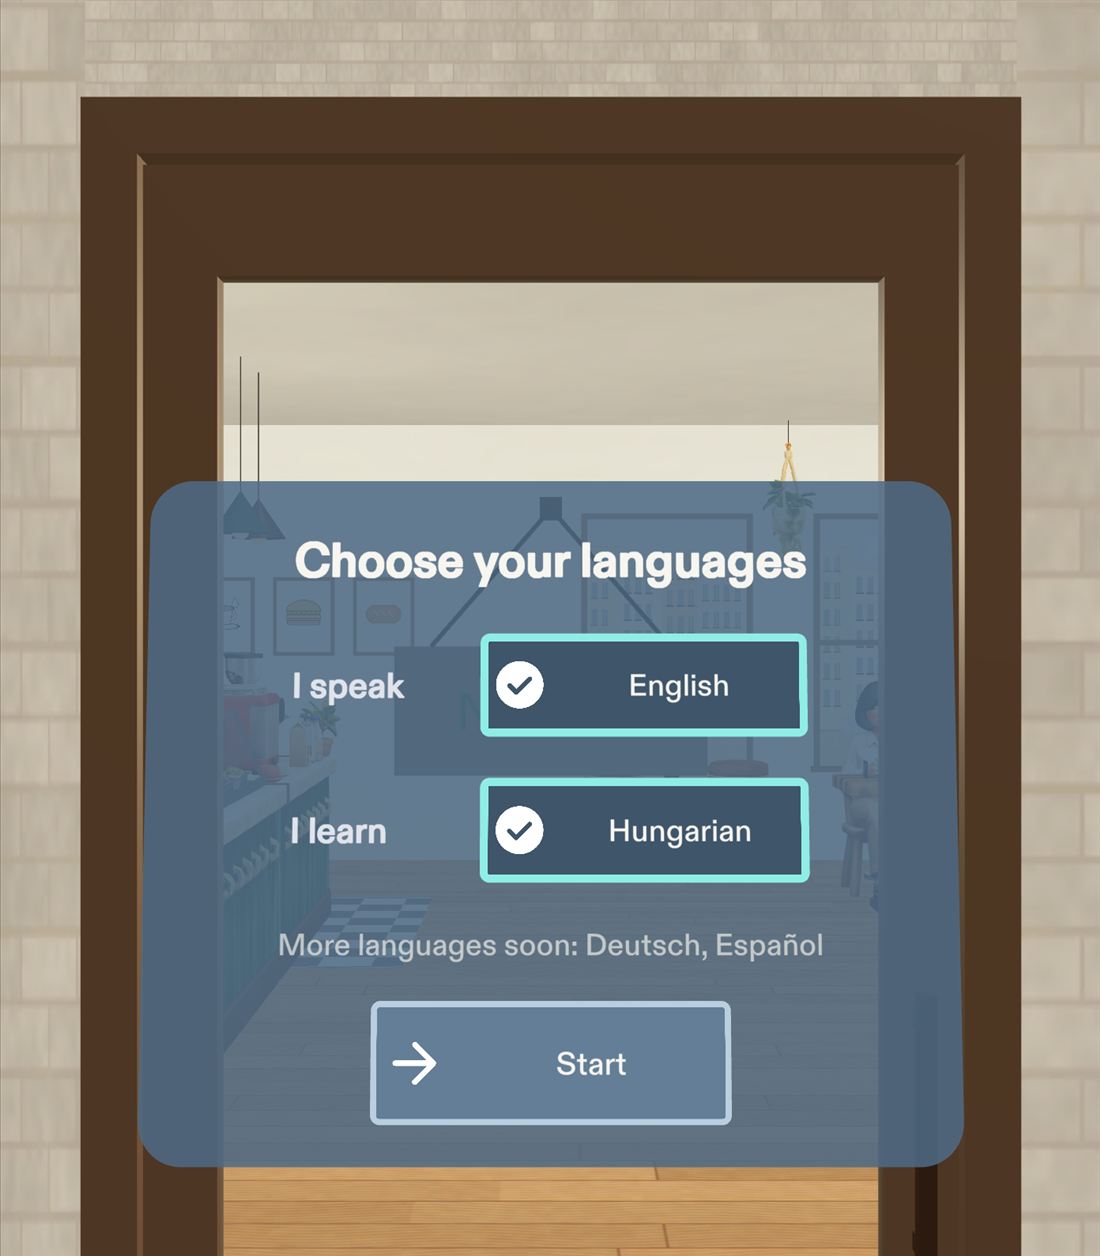 Choose your languages
I speak
English
I learn
Hungarian
More languages soon: Deutsch, Español
Start